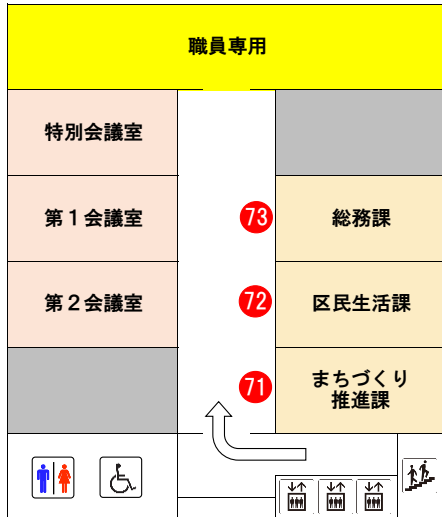 職員専用
特別会議室
第１会議室
73
総務課
第２会議室
72
区民生活課
71
まちづくり
推進課